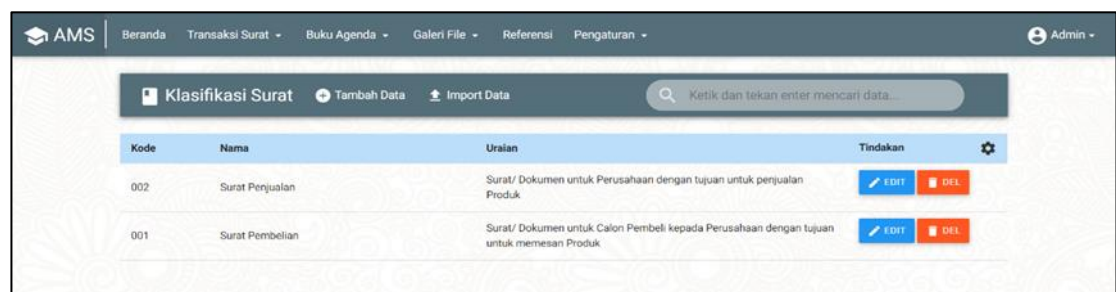 AMS Beranda Transaksi Surat Buku Agenda Galeri File Referensi Pengaturan Admin
Klasifikasi Surat Tambah Data Import Data Ketik dan tekan enter mencari data...
Kode Nama Uraian Tindakan
002 Surat Penjualan Surat/ Dokumen untuk Perusahaan dengan tujuan untuk penjualan EDIT DEL
Produk
001 Surat Pembelian Surat/ Dokumen untuk Calon Pembeli kepada Perusahaan dengan tujuan EDIT DEL
untuk memesan Produk